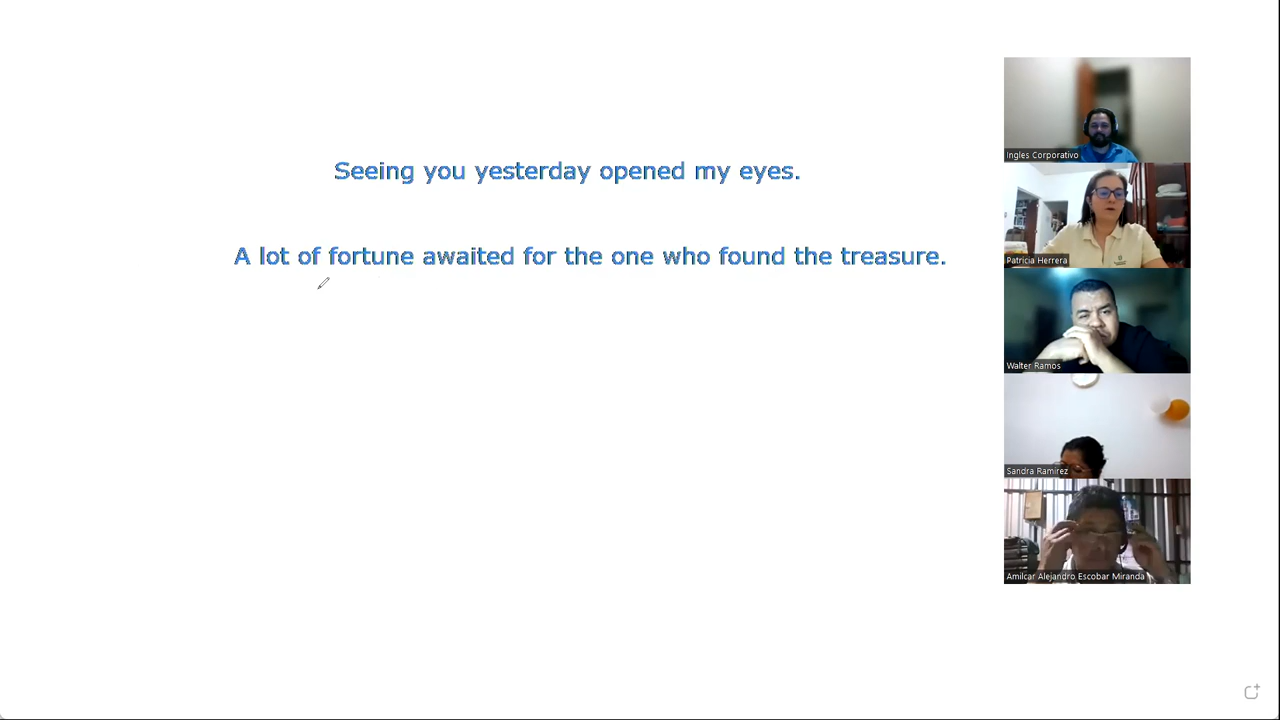 Seeing you yesterday opened my eyes.
A lot of fortune awaited for the one who found the treasure.
Ingles Corporativo
Patricia Herrera
Walter Ramos
Sandra Ramirez
Amilcar Alejandro Escobar Miranda